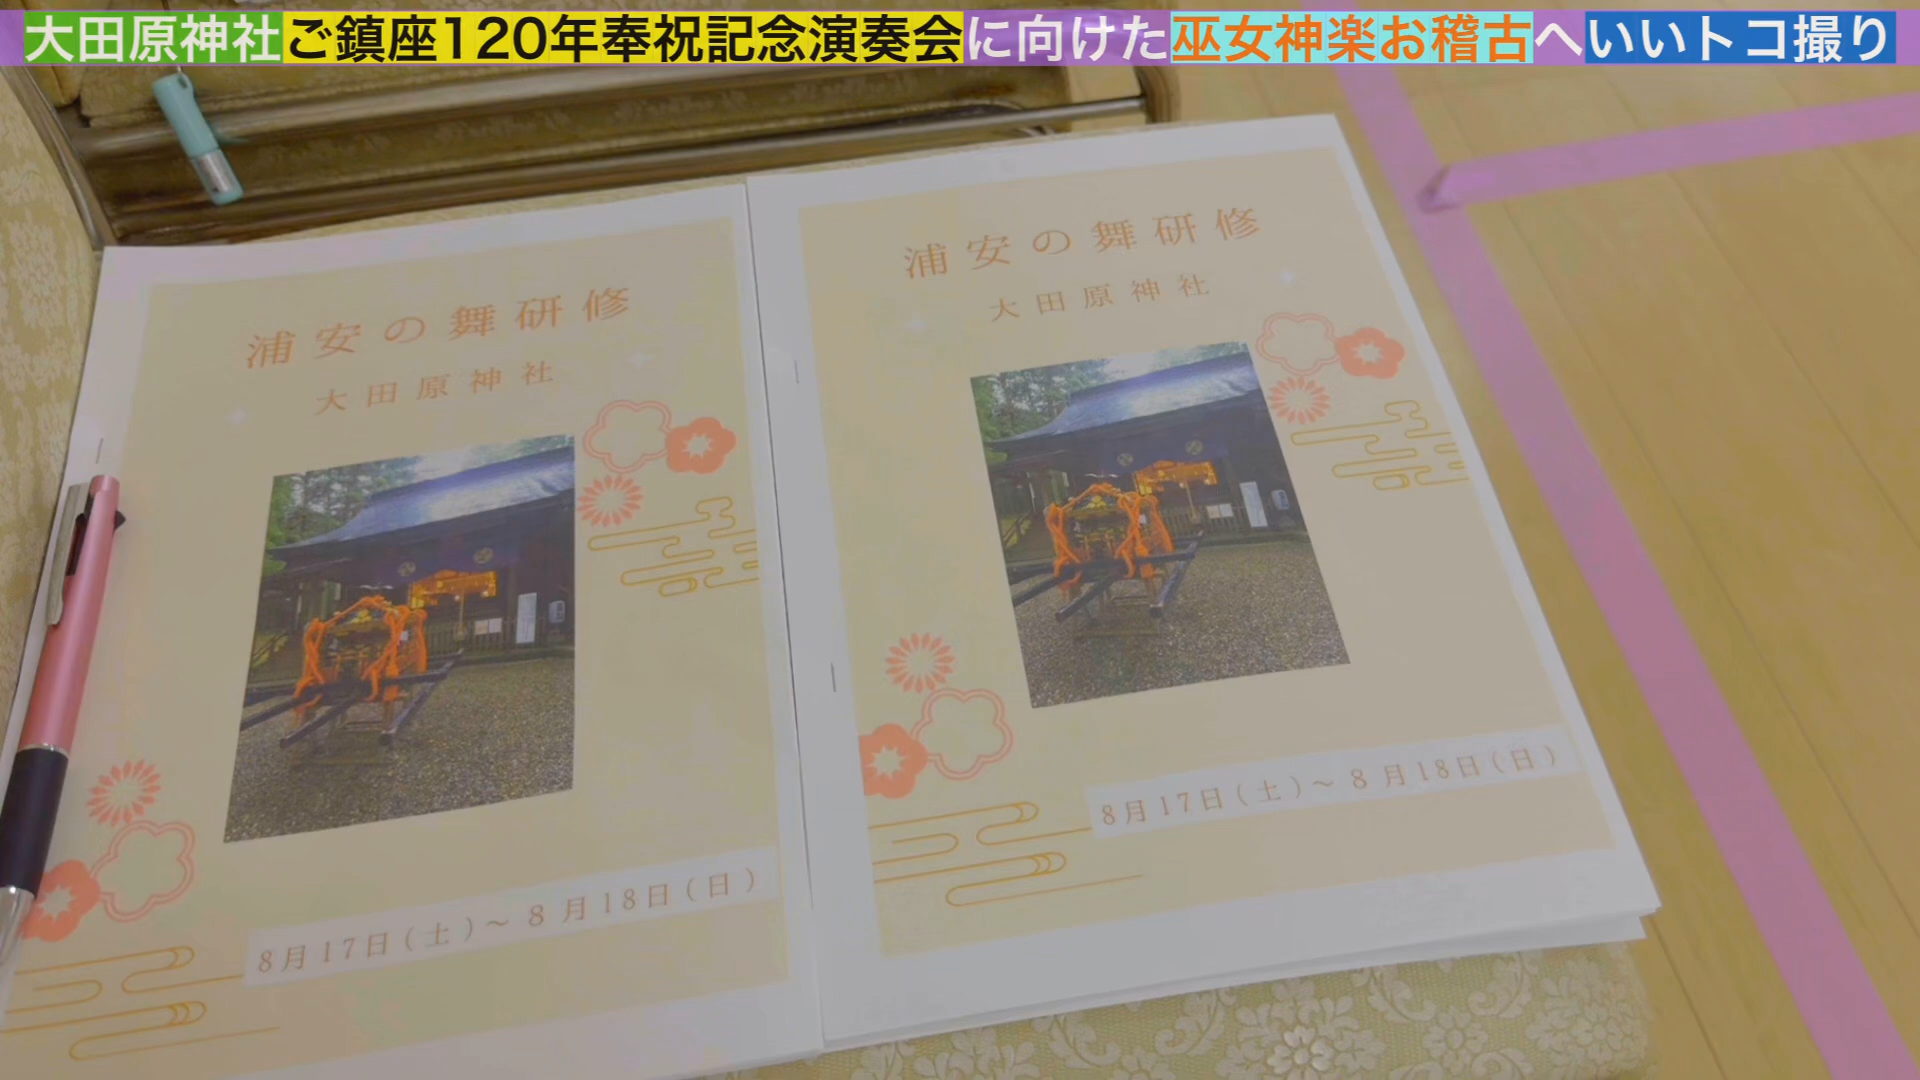 大田原神社ご鎮座120年奉祝記念演奏会に向けた巫女神楽お稽古へいいトコ撮り
浦安の舞研修
大田原神社
8月17日(土)～8月18日(日)
浦安の舞研修
大田原神社
8月17日(土)～8月18日(日)